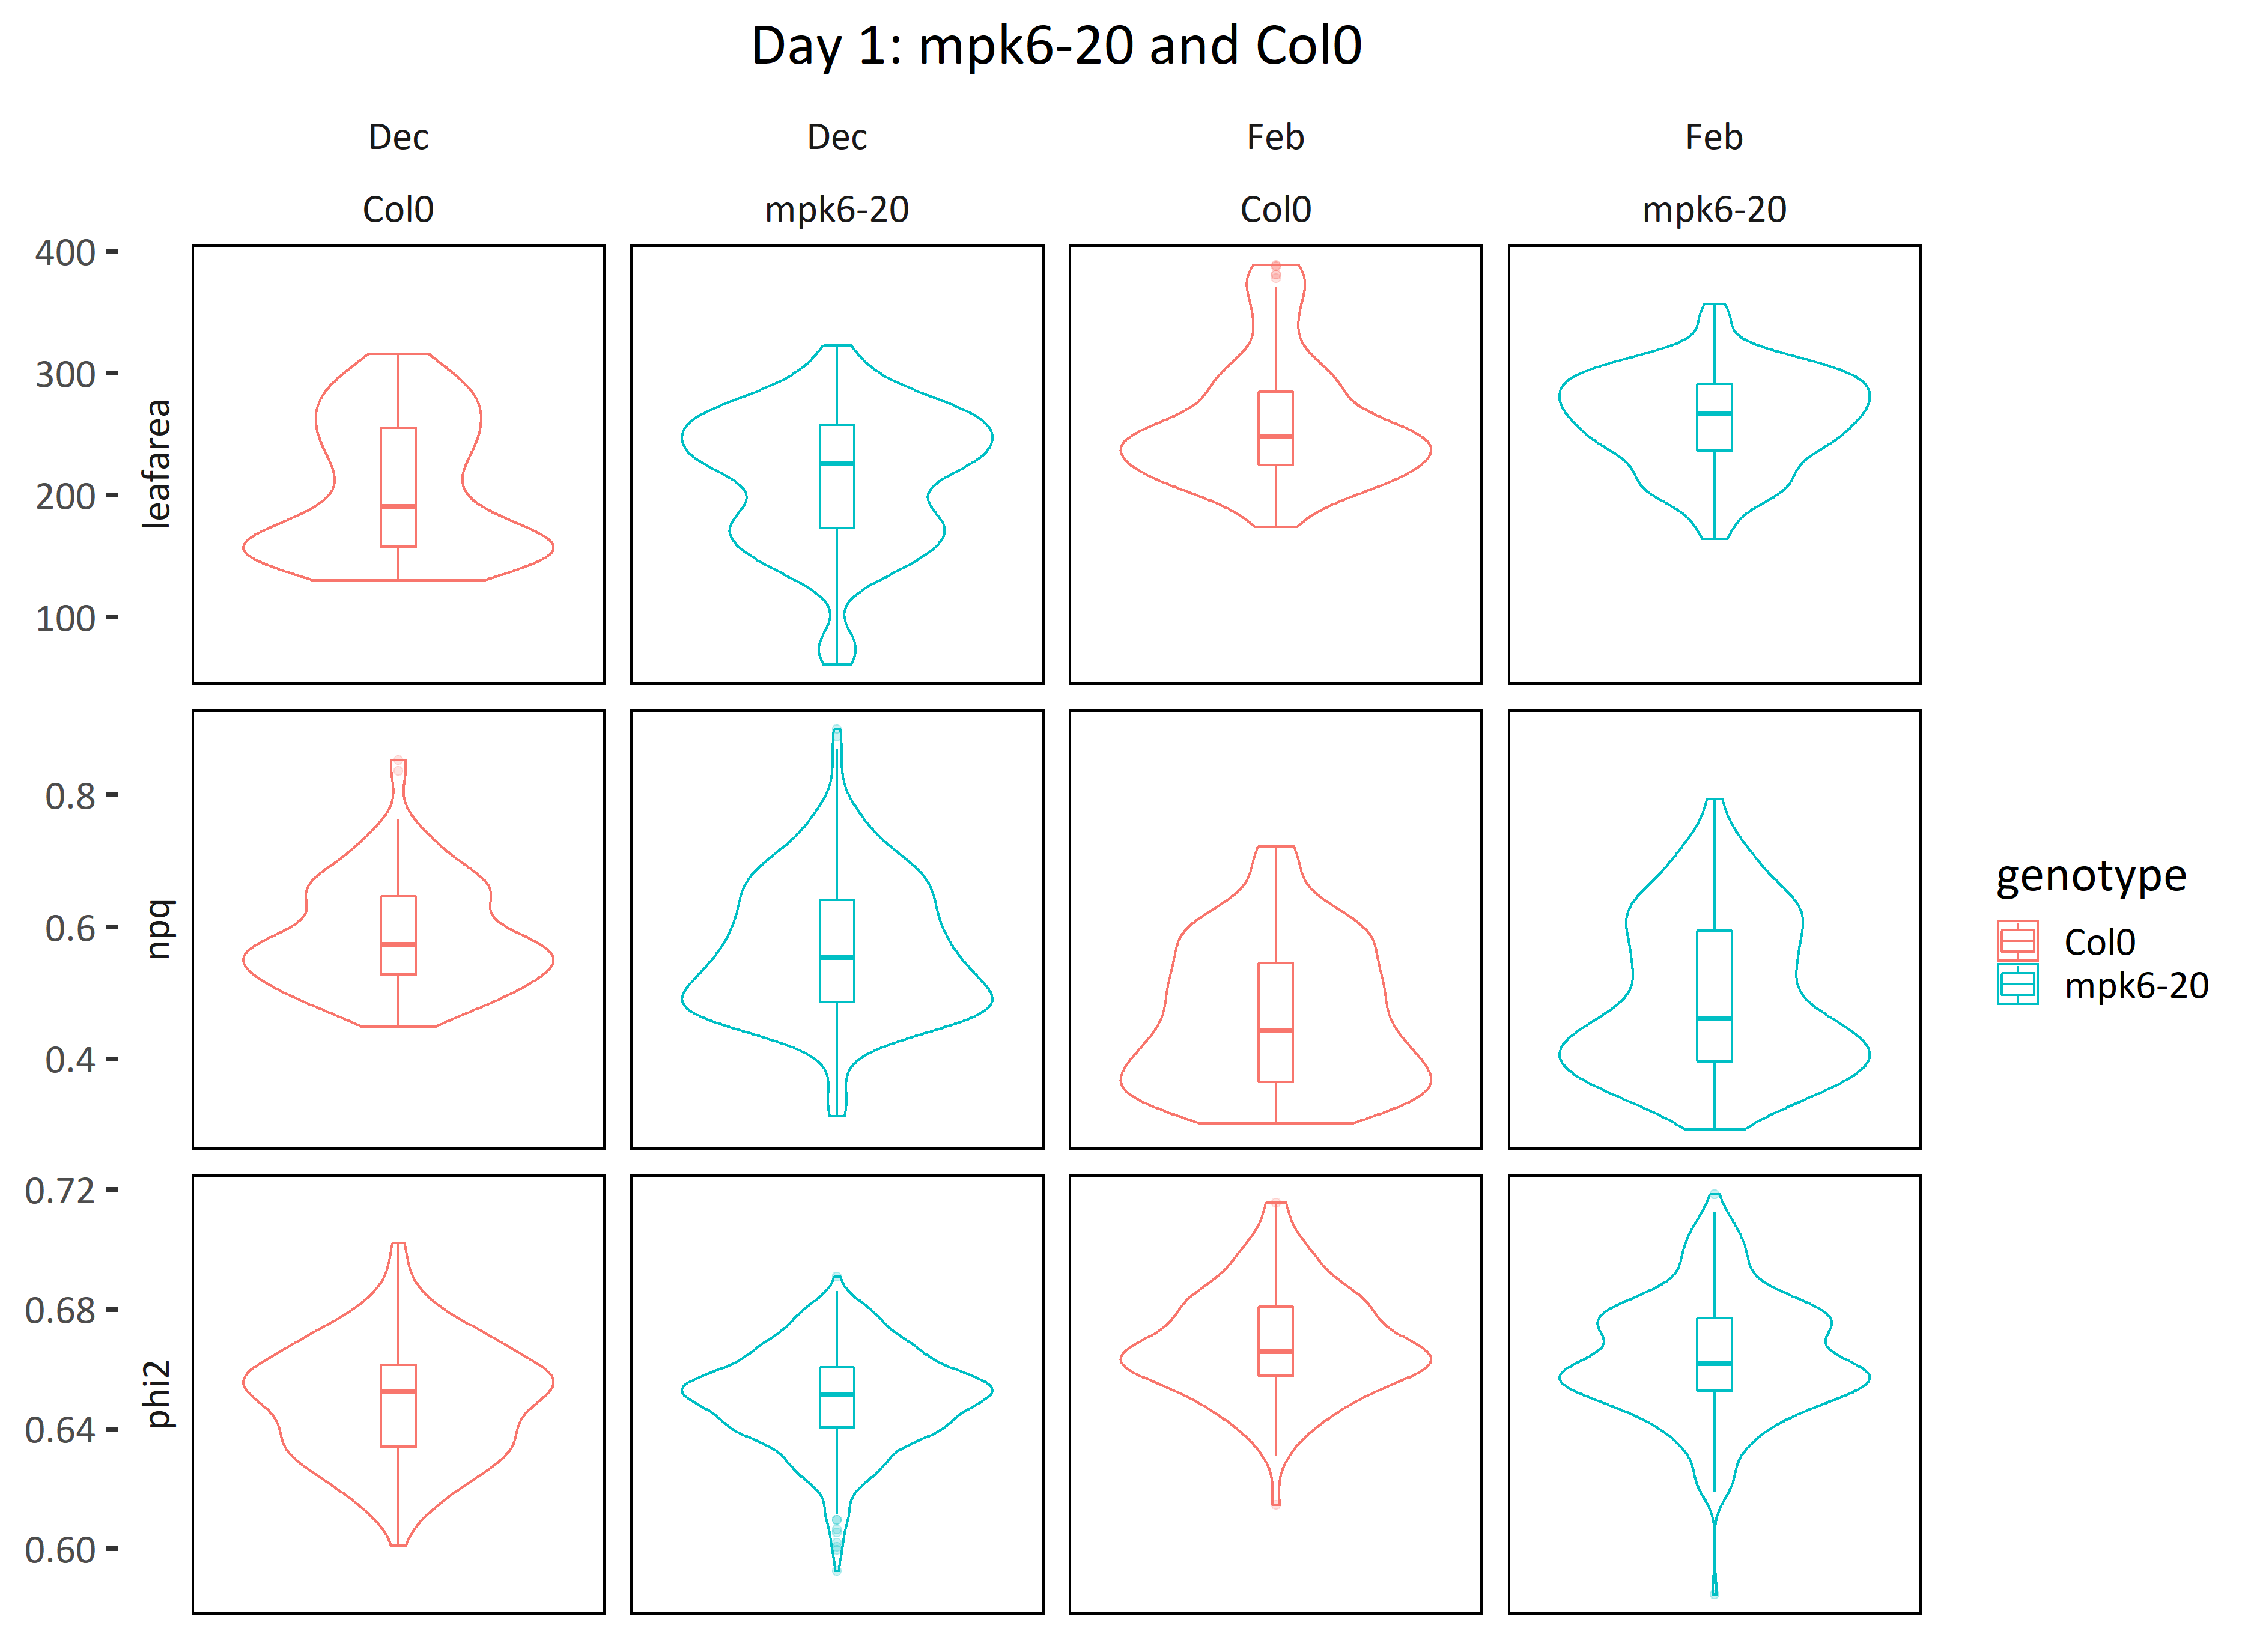 Day 1: mpk6-20 and Col0
Dec Dec Feb Feb
Col0 mpk6-20 Col0 mpk6-20
400
300
200
100
leafarea
0.8
0.6
0.4
npq
0.72
0.68
0.64
0.60
phi2
genotype
Col0
mpk6-20